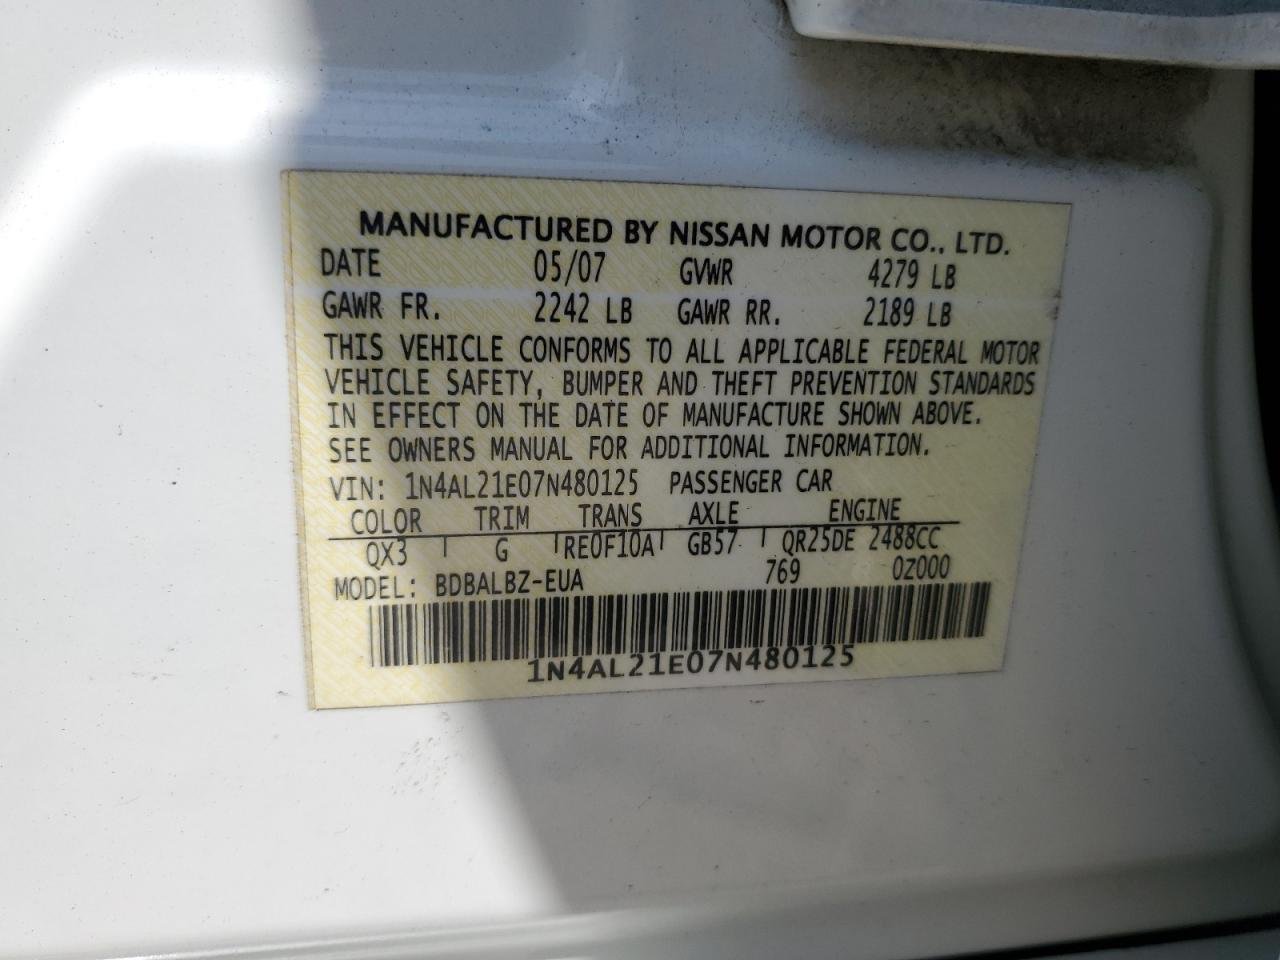 MANUFACTURED BY NISSAN MOTOR CO., LTD.
DATE 05/07 GVWR 4279 LB
GAWR FR. 2242 LB GAWR RR. 2189 LB
THIS VEHICLE CONFORMS TO ALL APPLICABLE FEDERAL MOTOR
VEHICLE SAFETY, BUMPER AND THEFT PREVENTION STANDARDS
IN EFFECT ON THE DATE OF MANUFACTURE SHOWN ABOVE.
SEE OWNERS MANUAL FOR ADDITIONAL INFORMATION.
VIN: 1N4AL21E07N480125 PASSENGER CAR
COLOR TRIM TRANS AXLE ENGINE
QX3 G RE0F10A GB57 QR25DE 2488CC
MODEL: BDBALBZ-EUA 769 0Z000
1N4AL21E07N480125